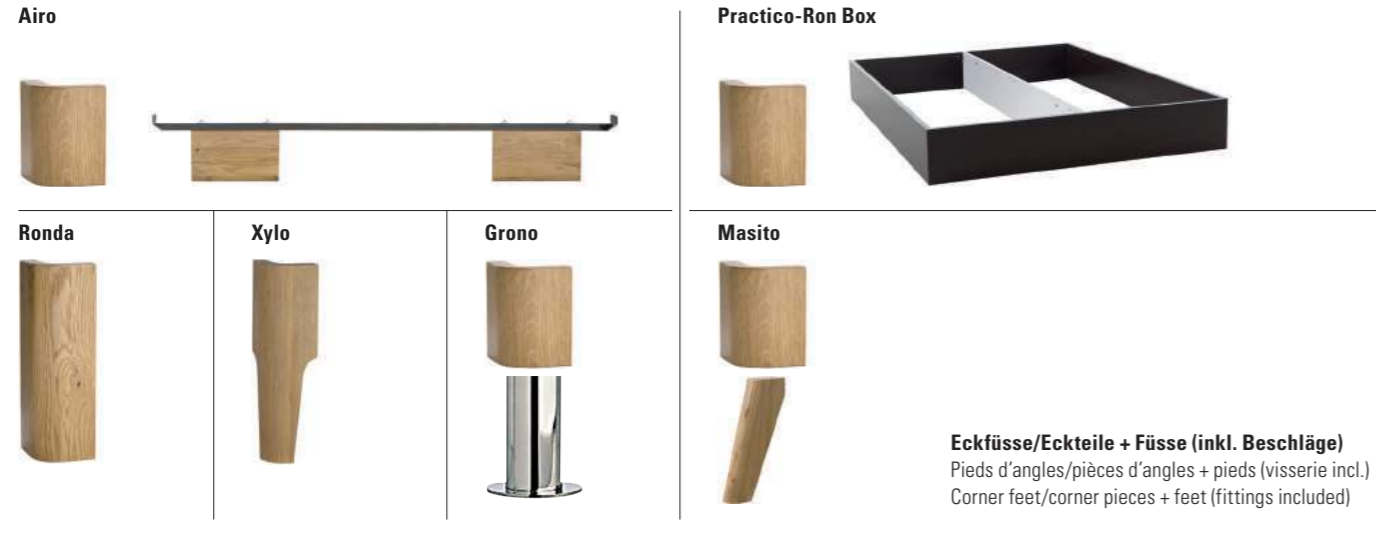 Airo
Practico-Ron Box
Ronda
Xylo
Grono
Masito
Eckfüsse/Eckteile + Füsse (inkl. Beschläge)
Pieds d’angles/pièces d’angles + pieds (visserie incl.)
Corner feet/corner pieces + feet (fittings included)